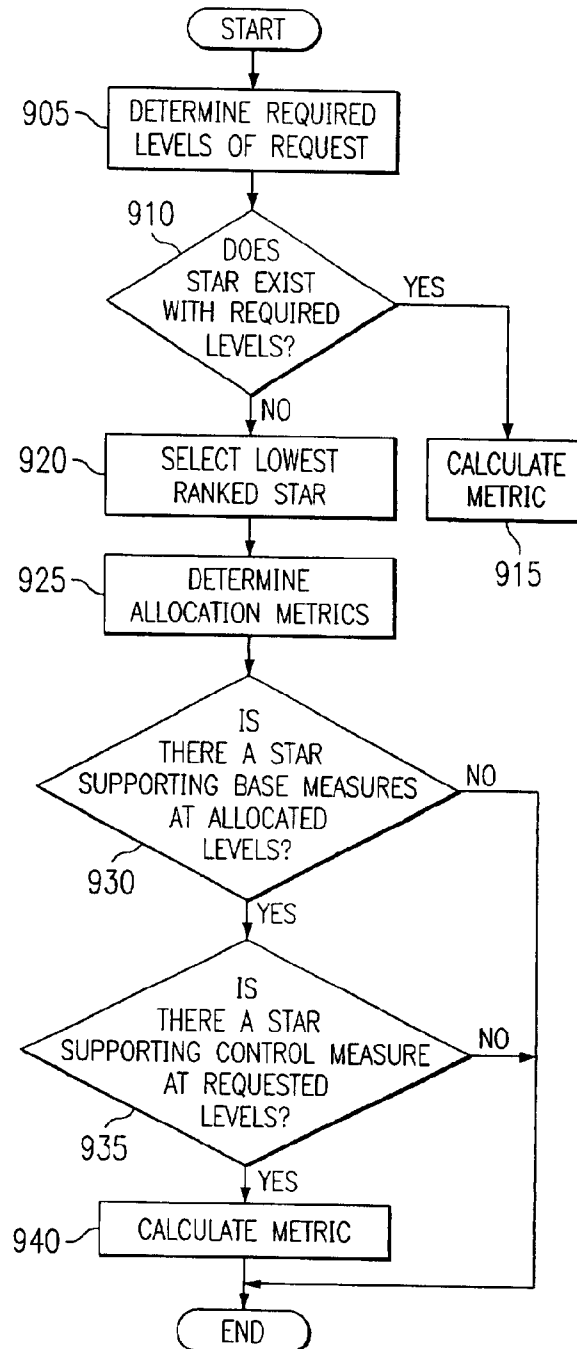 START
905
DETERMINE REQUIRED
LEVELS OF REQUEST
910
DOES
STAR EXIST
WITH REQUIRED
LEVELS?
YES
NO
920
SELECT LOWEST
RANKED STAR
CALCULATE
METRIC
915
925
DETERMINE
ALLOCATION METRICS
IS
THERE A STAR
SUPPORTING BASE MEASURES
AT ALLOCATED
LEVELS?
NO
930
YES
IS
THERE A STAR
SUPPORTING CONTROL MEASURE
AT REQUESTED
LEVELS?
NO
935
YES
940
CALCULATE METRIC
END